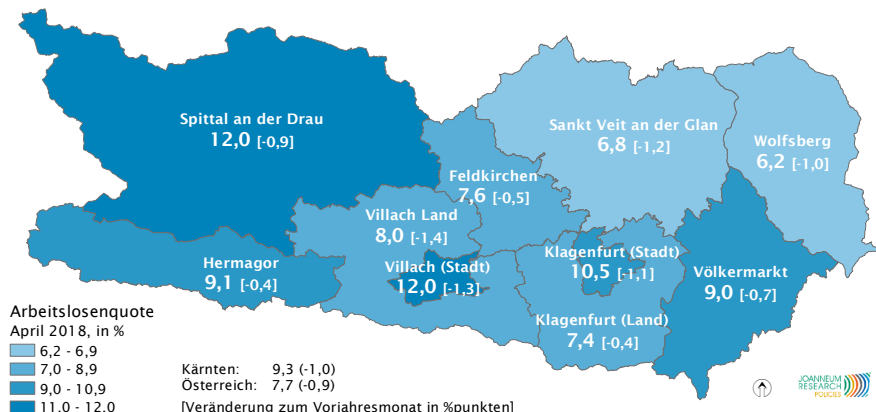 Spittal an der Drau
12,0 [-0,9]
Sankt Veit an der Glan
6,8 [-1,2]
Wolfsberg
6,2 [-1,0]
Feldkirchen
7,6 [-0,5]
Villach Land
8,0 [-1,4]
Hermagor
9,1 [-0,4]
Villach (Stadt)
12,0 [-1,3]
Klagenfurt (Stadt)
10,5 [-1,1]
Völkermarkt
9,0 [-0,7]
Klagenfurt (Land)
7,4 [-0,4]
Arbeitslosenquote
April 2018, in %
6,2 - 6,9
7,0 - 8,9
9,0 - 10,9
11,0 - 12,0
Kärnten: 9,3 (-1,0)
Österreich: 7,7 (-0,9)
[Veränderung zum Vorjahresmonat in %punkten]
JOANNEUM
RESEARCH
POLICIES